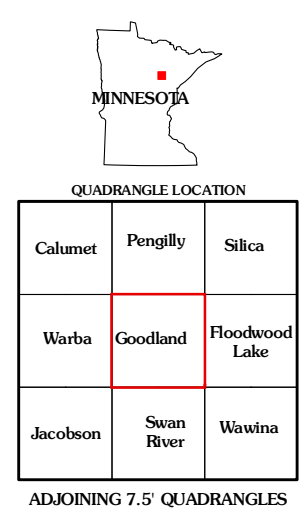 MINNESOTA
QUADRANGLE LOCATION
Calumet Pengilly Silica
Warba Goodland Floodwood
Lake
Jacobson Swan
River Wawina
ADJOINING 7.5' QUADRANGLES